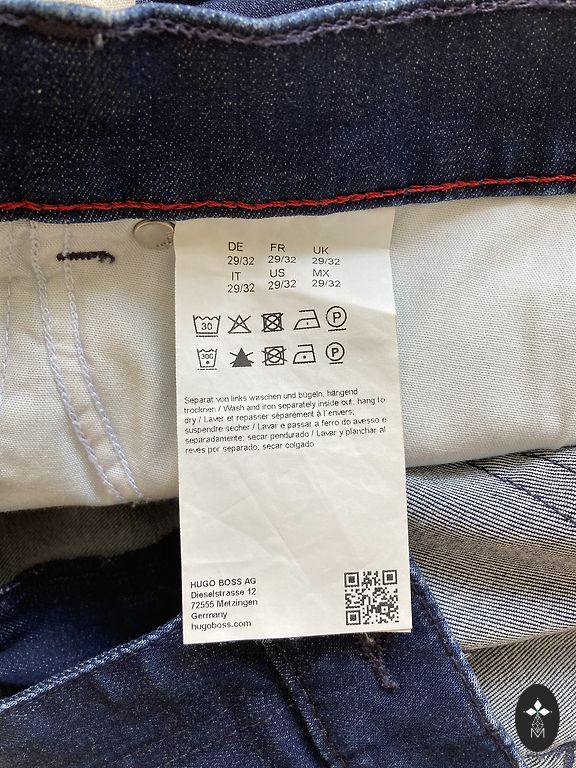 DE FR UK
29/32 29/32 29/32
IT US MX
29/32 29/32 29/32
30 P
30C P
Separat von links waschen und bügeln, hängend
trocknen / Wash and iron separately inside out; hang to
dry / Laver et repasser séparément à l'envers;
suspendre sécher / Lavar e passar a ferro do avesso e
separadamente; secar pendurado / Lavar y planchar al
revés por separado; secar colgado
HUGO BOSS AG
Dieselstrasse 12
72555 Metzingen
Germany
hugoboss.com
M